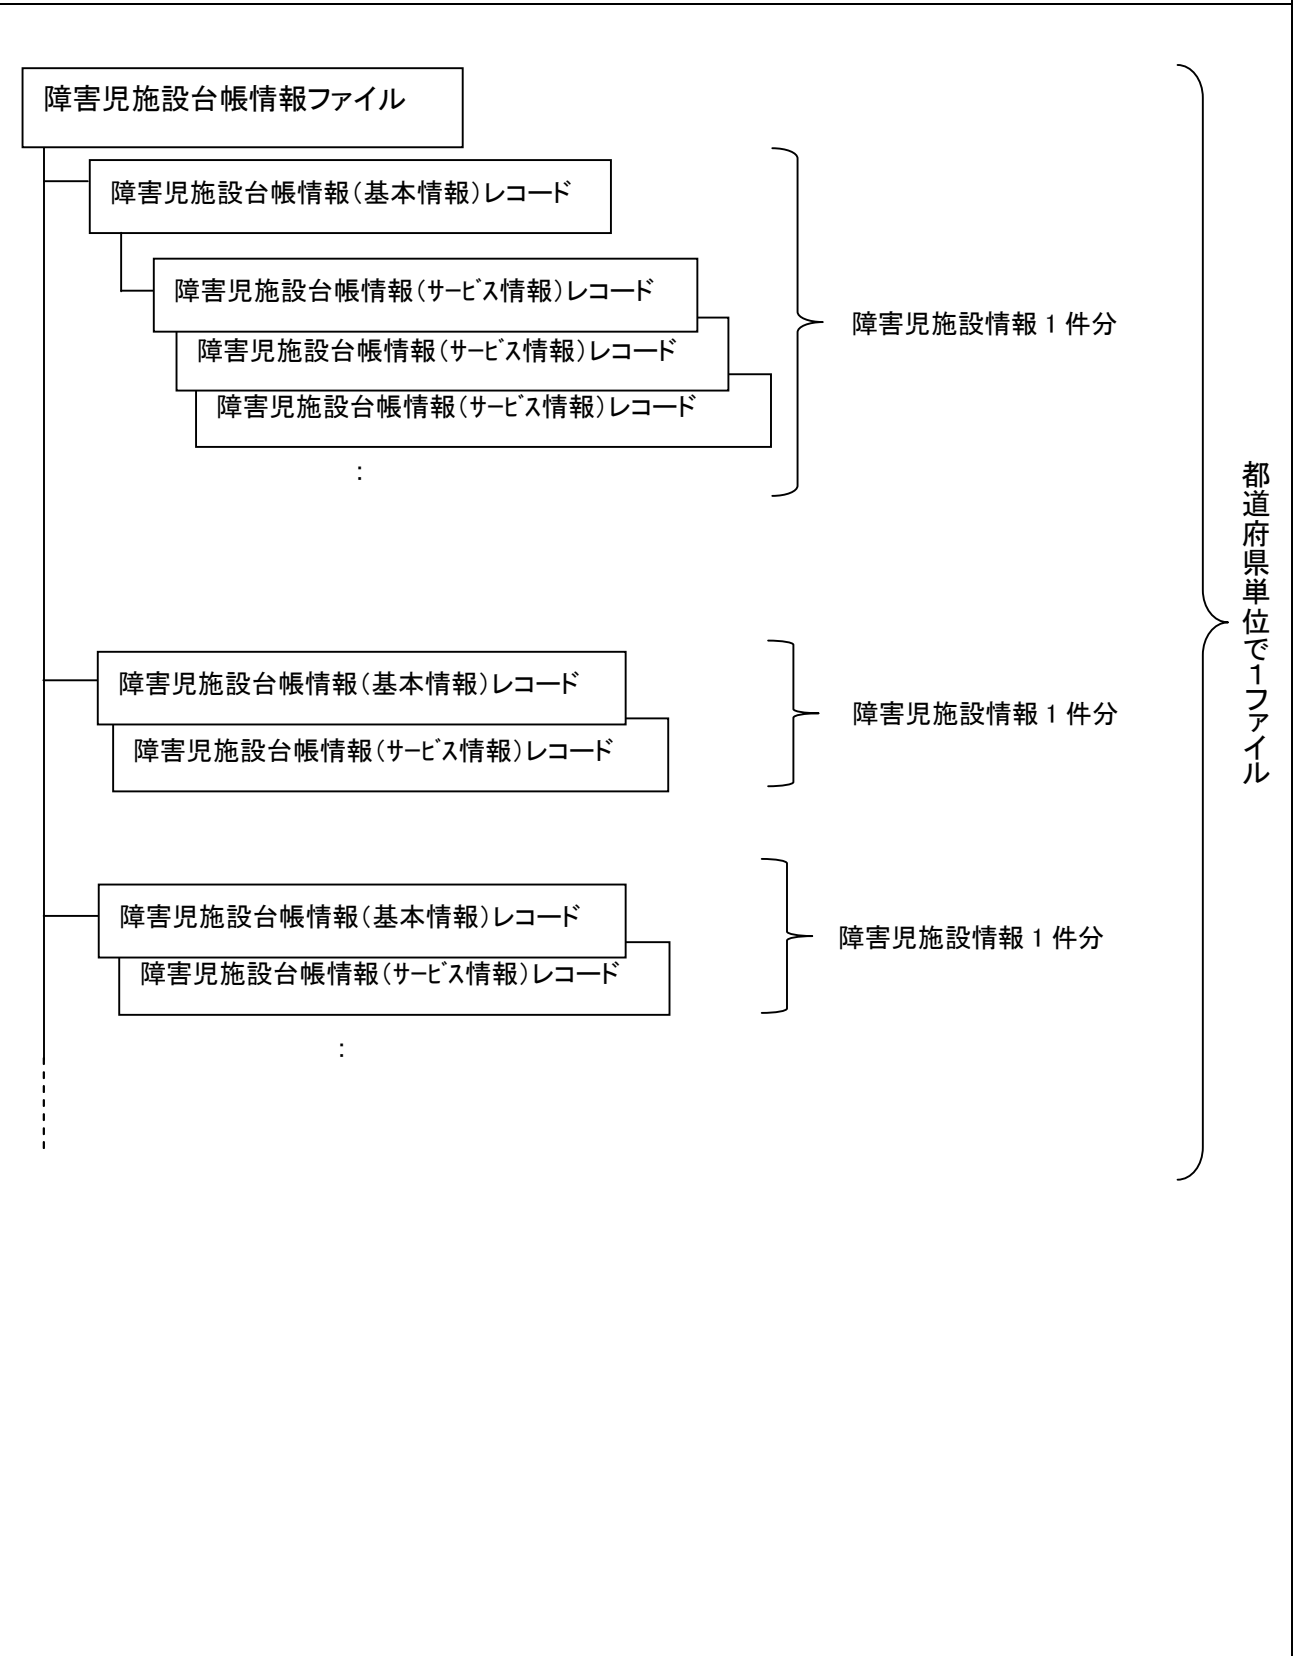 障害児施設台帳情報ファイル
障害児施設台帳情報（基本情報）レコード
障害児施設台帳情報（ｻｰﾋﾞｽ情報）レコード
障害児施設台帳情報（ｻｰﾋﾞｽ情報）レコード
障害児施設台帳情報（ｻｰﾋﾞｽ情報）レコード
：
障害児施設情報 1 件分
障害児施設台帳情報（基本情報）レコード
障害児施設台帳情報（ｻｰﾋﾞｽ情報）レコード
障害児施設情報 1 件分
障害児施設台帳情報（基本情報）レコード
障害児施設台帳情報（ｻｰﾋﾞｽ情報）レコード
：
障害児施設情報 1 件分
都道府県単位で１ファイル